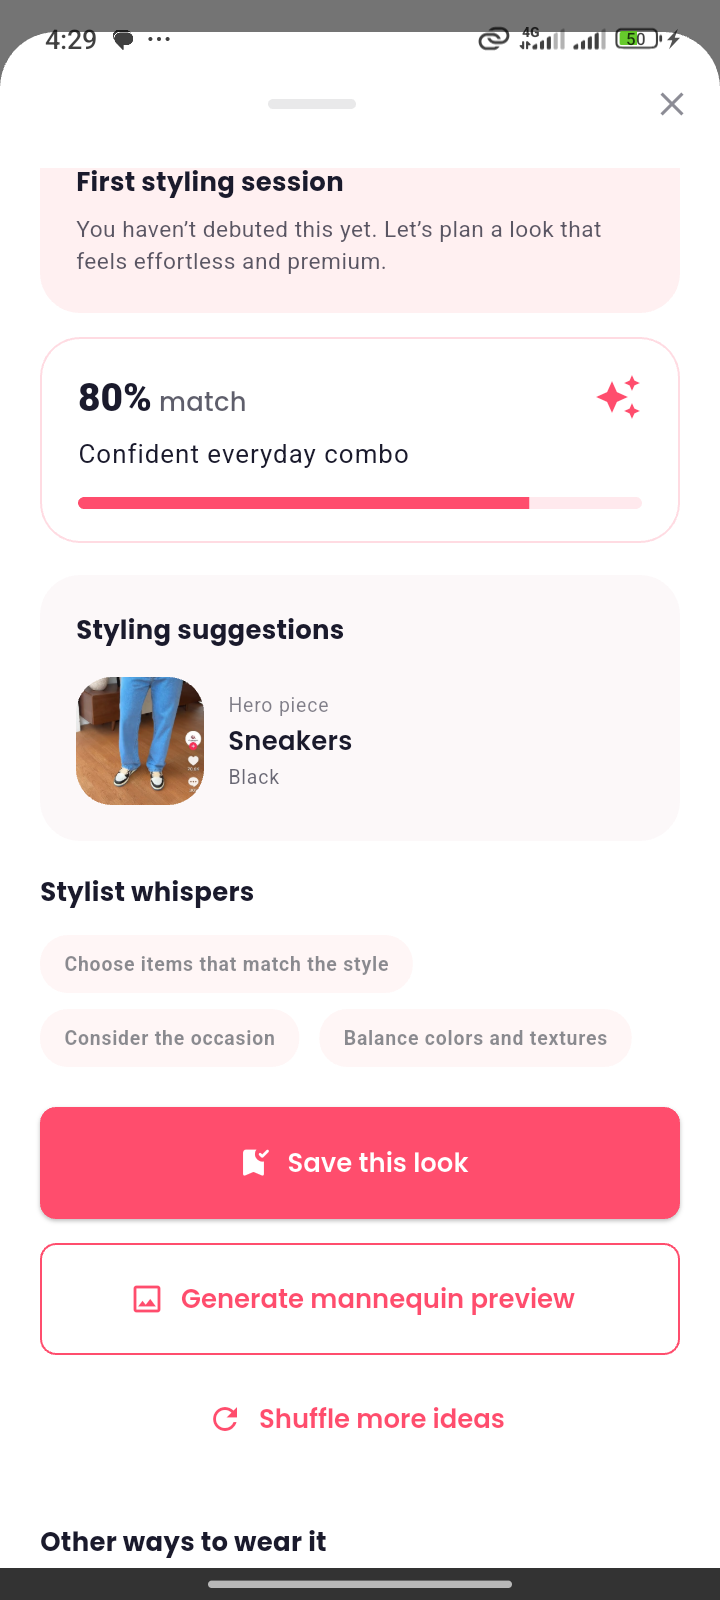 4:29
4G
50
First styling session
You haven’t debuted this yet. Let’s plan a look that
feels effortless and premium.
80% match
Confident everyday combo
Styling suggestions
Hero piece
Sneakers
Black
Stylist whispers
Choose items that match the style
Consider the occasion
Balance colors and textures
Save this look
Generate mannequin preview
Shuffle more ideas
Other ways to wear it